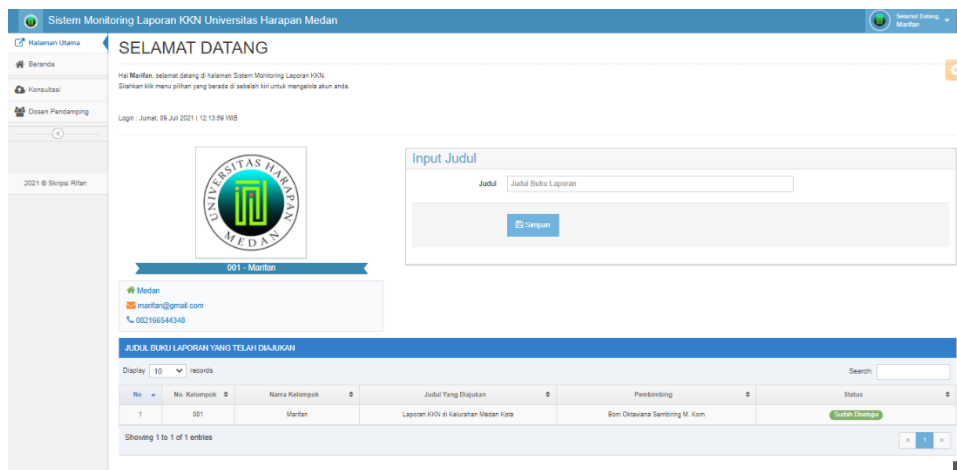 Sistem Monitoring Laporan KKN Universitas Harapan Medan
Selamat Datang,
Marifan
Halaman Utama
Beranda
Konsultasi
Dosen Pendamping
2021 © Skripsi Rifan
SELAMAT DATANG
Hai Marifan, selamat datang di halaman Sistem Monitoring Laporan KKN.
Silahkan klik menu pilihan yang berada di sebelah kiri untuk mengelola akun anda.
Login : Jumat, 09 Juli 2021 | 12:13:59 WIB
UNIVERSITAS HARAPAN
MEDAN
001 - Marifan
Medan
marifan@gmail.com
082166544348
Input Judul
Judul
Judul Buku Laporan
Simpan
JUDUL BUKU LAPORAN YANG TELAH DIAJUKAN
Display 10 records
Search:
No No. Kelompok Nama Kelompok Judul Yang Diajukan Pembimbing Status
1 001 Marifan Laporan KKN di Kelurahan Medan Kota Boni Oktaviana Sembiring M. Kom Sudah Disetujui
Showing 1 to 1 of 1 entries
< 1 >